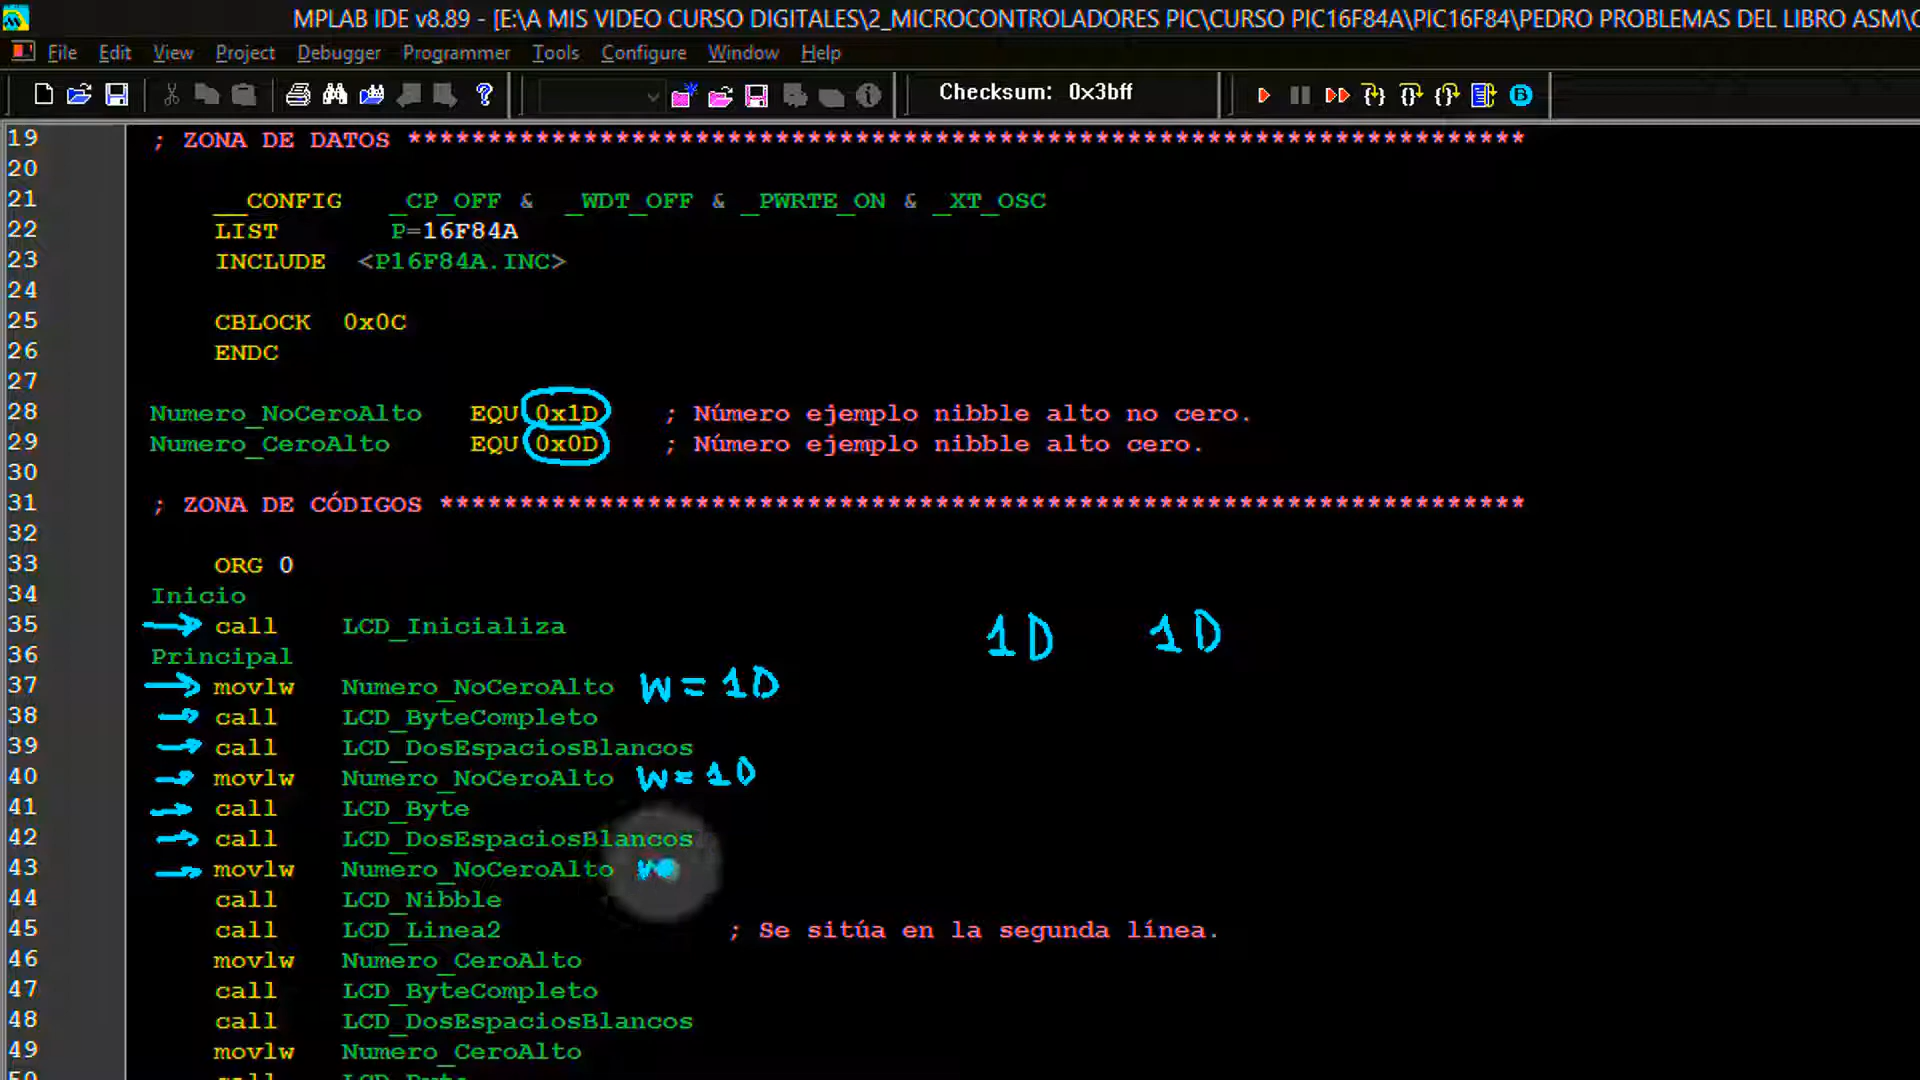 MPLAB IDE v8.89 - [E:\A MIS VIDEO CURSO DIGITALES\2_MICROCONTROLADORES PIC\CURSO PIC16F84A\PIC16F84\PEDRO PROBLEMAS DEL LIBRO ASM\
File Edit View Project Debugger Programmer Tools Configure Window Help
Checksum: 0x3bff
19 ; ZONA DE DATOS **********************************************************************
20
21 __CONFIG _CP_OFF & _WDT_OFF & _PWRTE_ON & _XT_OSC
22 LIST P=16F84A
23 INCLUDE <P16F84A.INC>
24
25 CBLOCK 0x0C
26 ENDC
27
28 Numero_NoCeroAlto EQU 0x1D ; Número ejemplo nibble alto no cero.
29 Numero_CeroAlto EQU 0x0D ; Número ejemplo nibble alto cero.
30
31 ; ZONA DE CÓDIGOS ********************************************************************
32
33 ORG 0
34 Inicio
35 call LCD_Inicializa 1D 1D
36 Principal
37 movlw Numero_NoCeroAlto W = 1D
38 call LCD_ByteCompleto
39 call LCD_DosEspaciosBlancos
40 movlw Numero_NoCeroAlto W = 1D
41 call LCD_Byte
42 call LCD_DosEspaciosBlancos
43 movlw Numero_NoCeroAlto W
44 call LCD_Nibble
45 call LCD_Linea2 ; Se sitúa en la segunda línea.
46 movlw Numero_CeroAlto
47 call LCD_ByteCompleto
48 call LCD_DosEspaciosBlancos
49 movlw Numero_CeroAlto
50 call LCD_Byte